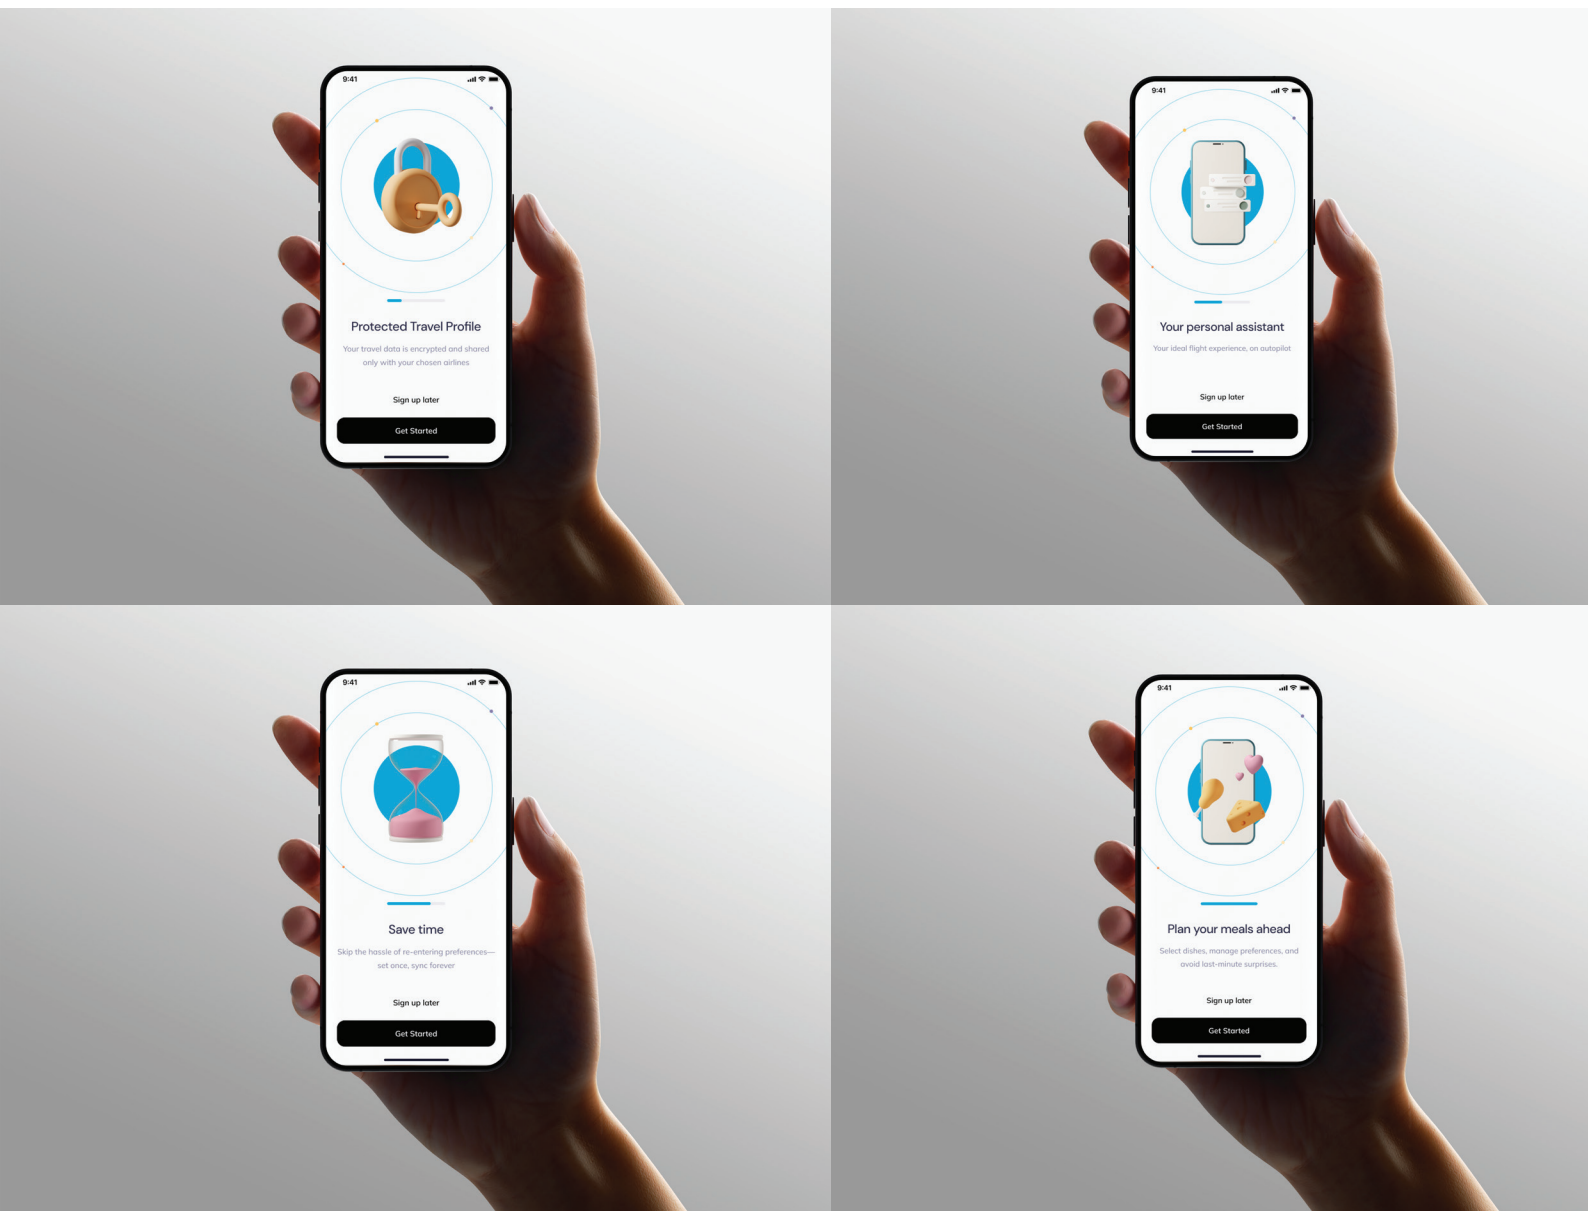 9:41
Protected Travel Profile
Your travel data is encrypted and shared
only with your chosen airlines
Sign up later
Get Started
9:41
Your personal assistant
Your ideal flight experience, on autopilot
Sign up later
Get Started
9:41
Save time
Skip the hassle of re-entering preferences—
set once, sync forever
Sign up later
Get Started
9:41
Plan your meals ahead
Select dishes, manage preferences, and
avoid last-minute surprises.
Sign up later
Get Started